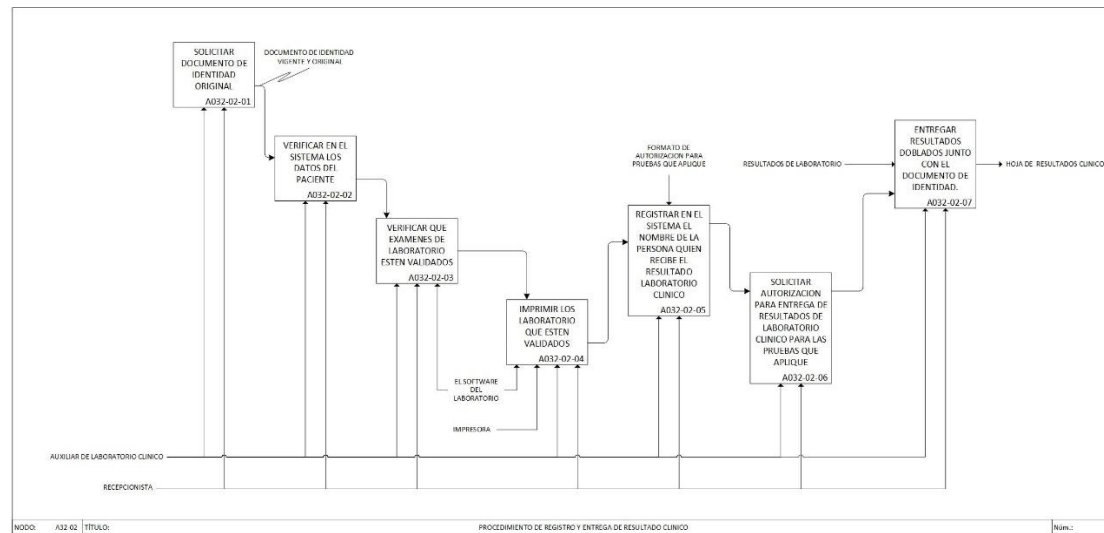 SOLICITAR
DOCUMENTO DE
IDENTIDAD
ORIGINAL
A032-02-01
DOCUMENTO DE IDENTIDAD
VIGENTE Y ORIGINAL
VERIFICAR EN EL
SISTEMA LOS
DATOS DEL
PACIENTE
A032-02-02
VERIFICAR QUE
EXAMENES DE
LABORATORIO
ESTEN VALIDADOS
A032-02-03
IMPRIMIR LOS
LABORATORIO
QUE ESTEN
VALIDADOS
A032-02-04
EL SOFTWARE
DEL
LABORATORIO
IMPRESORA
FORMATO DE
AUTORIZACION PARA
PRUEBAS QUE APLIQUE
REGISTRAR EN EL
SISTEMA EL
NOMBRE DE LA
PERSONA QUIEN
RECIBE EL
RESULTADO
LABORATORIO
CLINICO
A032-02-05
SOLICITAR
AUTORIZACION
PARA ENTREGA DE
RESULTADOS DE
LABORATORIO
CLINICO PARA LAS
PRUEBAS QUE
APLIQUE
A032-02-06
RESULTADOS DE LABORATORIO
ENTREGAR
RESULTADOS
DOBLADOS JUNTO
CON EL
DOCUMENTO DE
IDENTIDAD.
A032-02-07
HOJA DE RESULTADOS CLINICO
AUXILIAR DE LABORATORIO CLINICO
RECEPCIONISTA
NODO: A32-02 TÍTULO: PROCEDIMIENTO DE REGISTRO Y ENTREGA DE RESULTADO CLINICO Núm.: